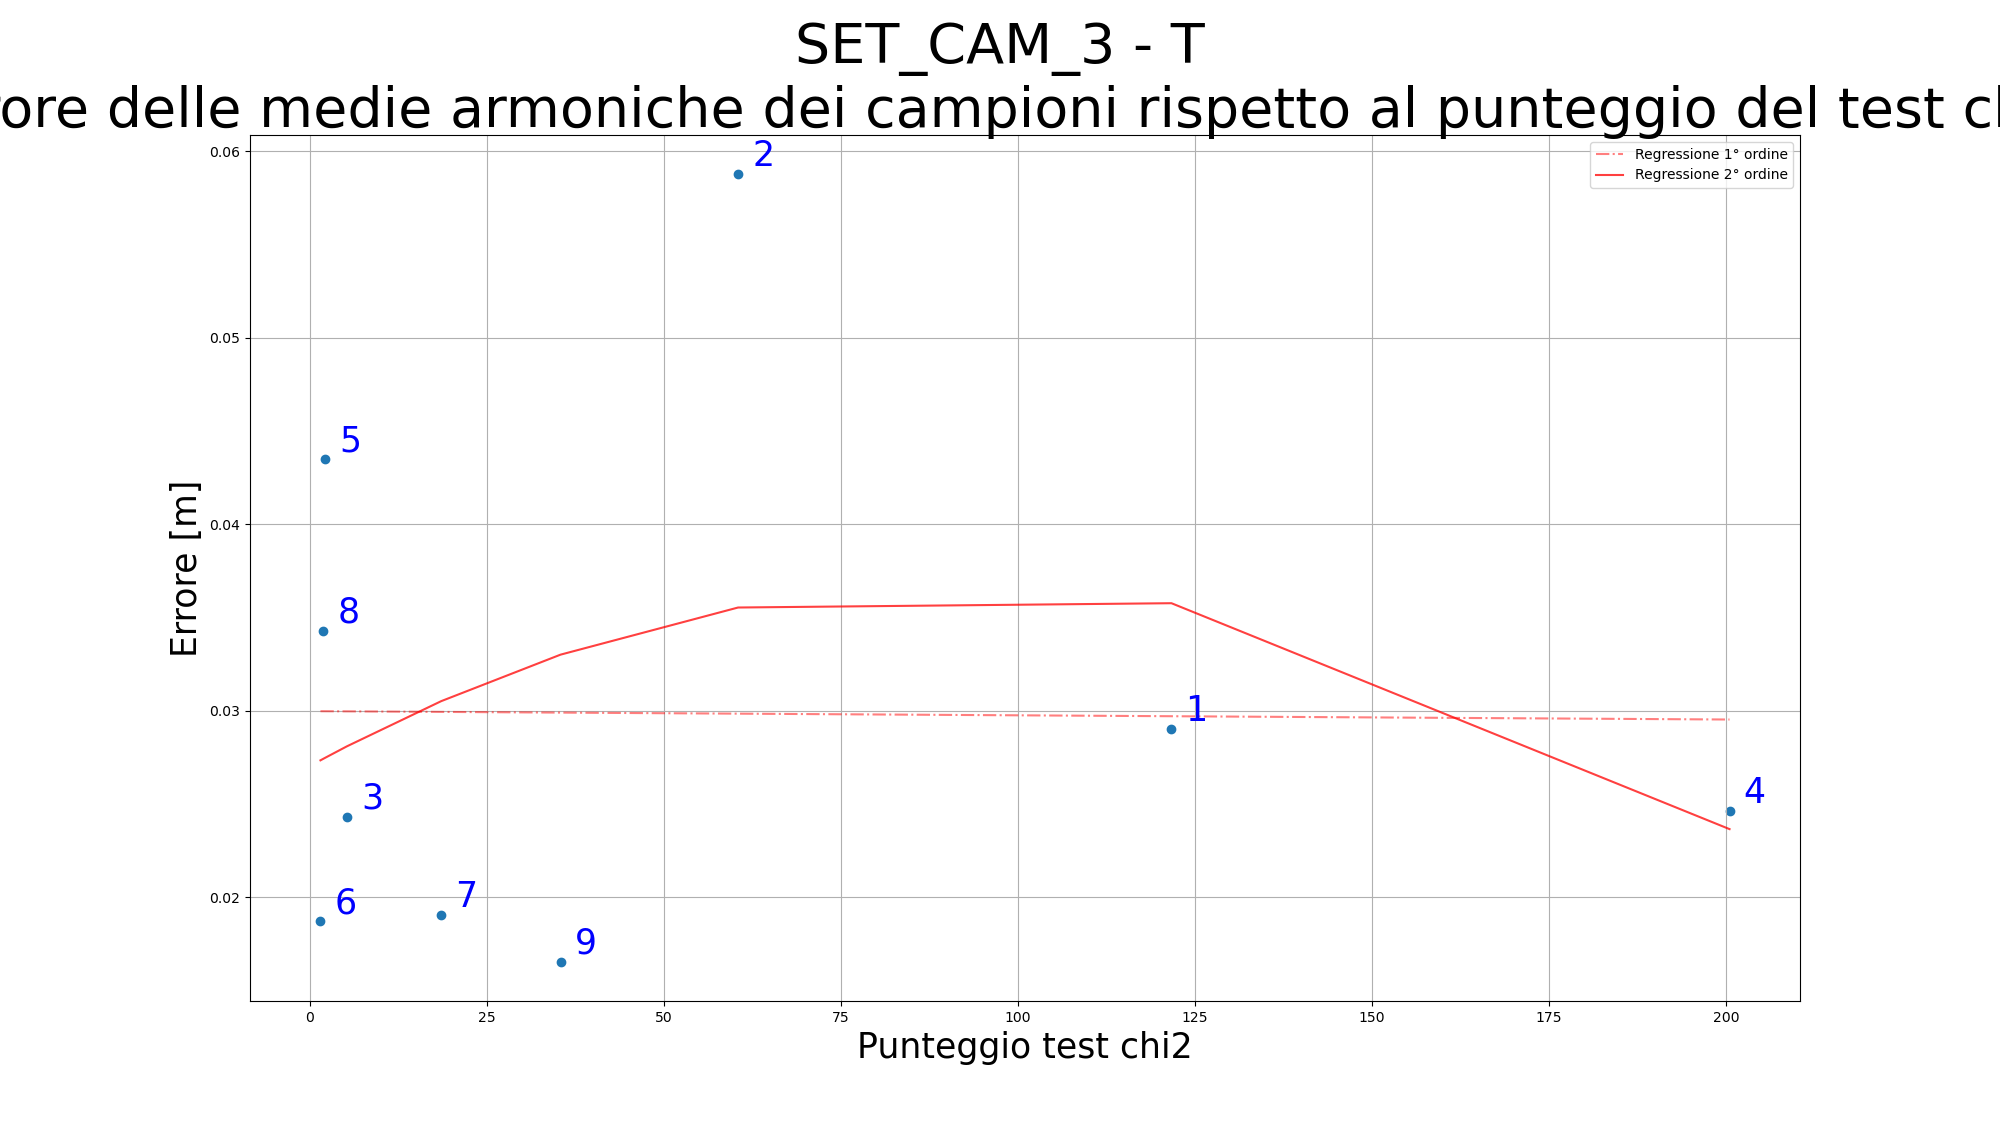 SET_CAM_3 - T
ore delle medie armoniche dei campioni rispetto al punteggio del test
Regressione 1° ordine
Regressione 2° ordine
0.06
0.05
0.04
0.03
0.02
Errore [m]
2
5
8
1
3
4
6
7
9
0 25 50 75 100 125 150 175 200
Punteggio test chi2